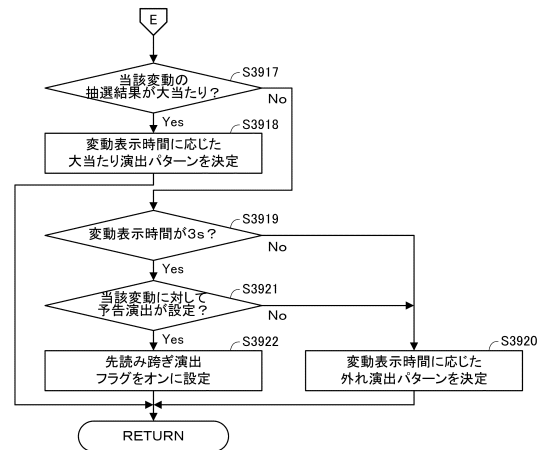 E
S3917
当該変動の
抽選結果が大当たり?
No
Yes
S3918
変動表示時間に応じた
大当たり演出パターンを決定
S3919
変動表示時間が3s?
No
Yes
S3921
当該変動に対して
予告演出が設定?
No
Yes
S3922
先読み跨ぎ演出
フラグをオンに設定
S3920
変動表示時間に応じた
外れ演出パターンを決定
RETURN